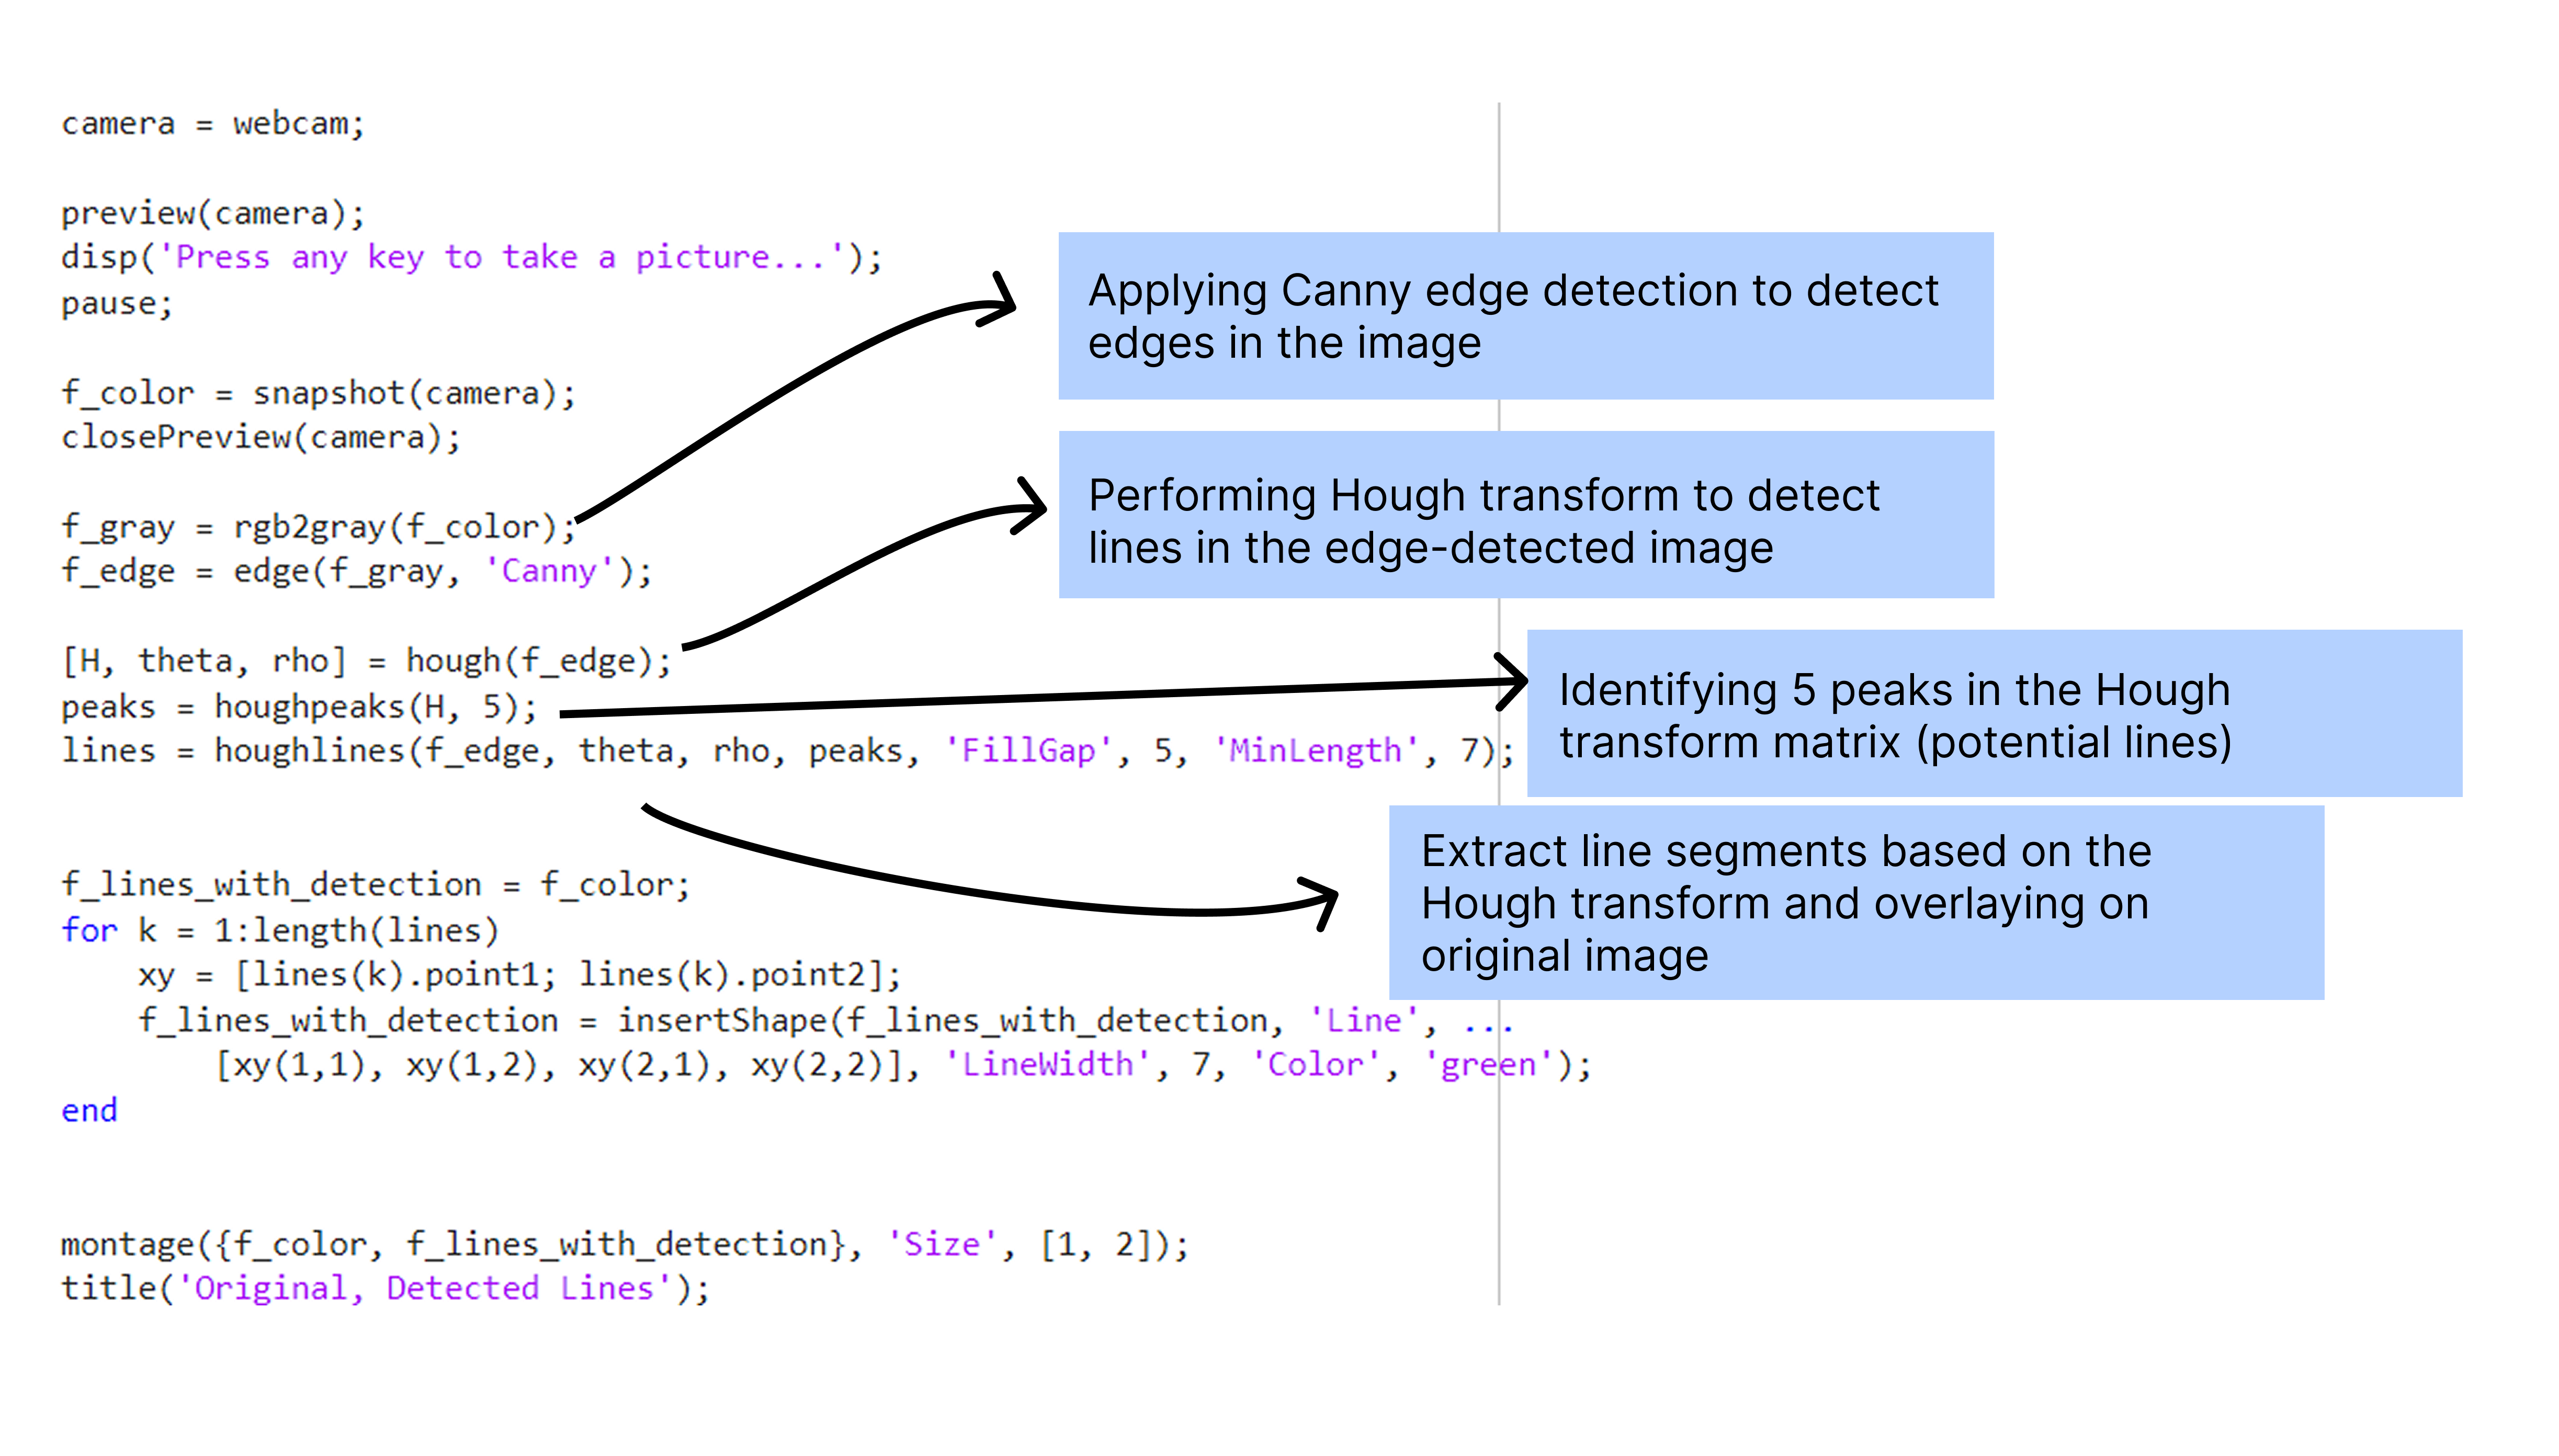 camera = webcam;
preview(camera);
disp('Press any key to take a picture...');
pause;
f_color = snapshot(camera);
closePreview(camera);
f_gray = rgb2gray(f_color);
f_edge = edge(f_gray, 'Canny');
[H, theta, rho] = hough(f_edge);
peaks = houghpeaks(H, 5);
lines = houghlines(f_edge, theta, rho, peaks, 'FillGap', 5, 'MinLength', 7);
f_lines_with_detection = f_color;
for k = 1:length(lines)
    xy = [lines(k).point1; lines(k).point2];
    f_lines_with_detection = insertShape(f_lines_with_detection, 'Line', ...
        [xy(1,1), xy(1,2), xy(2,1), xy(2,2)], 'LineWidth', 7, 'Color', 'green');
end
montage({f_color, f_lines_with_detection}, 'Size', [1, 2]);
title('Original, Detected Lines');
Applying Canny edge detection to detect
edges in the image
Performing Hough transform to detect
lines in the edge-detected image
Identifying 5 peaks in the Hough
transform matrix (potential lines)
Extract line segments based on the
Hough transform and overlaying on
original image